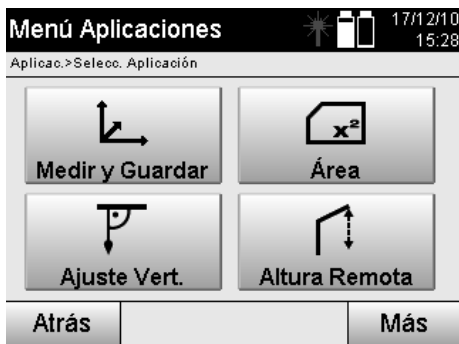 Menú Aplicaciones 17/12/10
15:28
Aplicac.>Selecc. Aplicación
x²
Medir y Guardar Área
Ajuste Vert. Altura Remota
Atrás Más